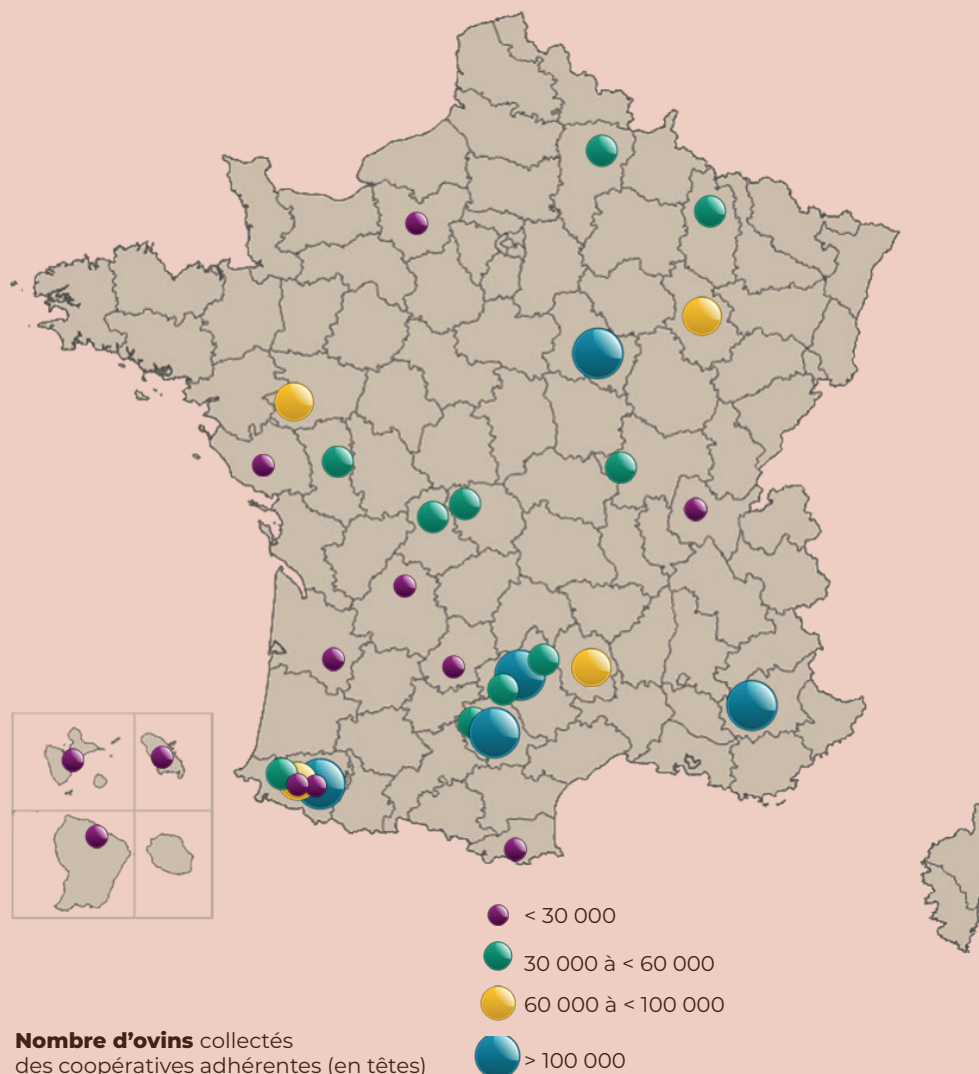 < 30 000
30 000 à < 60 000
60 000 à < 100 000
> 100 000
Nombre d’ovins collectés
des coopératives adhérentes (en têtes)